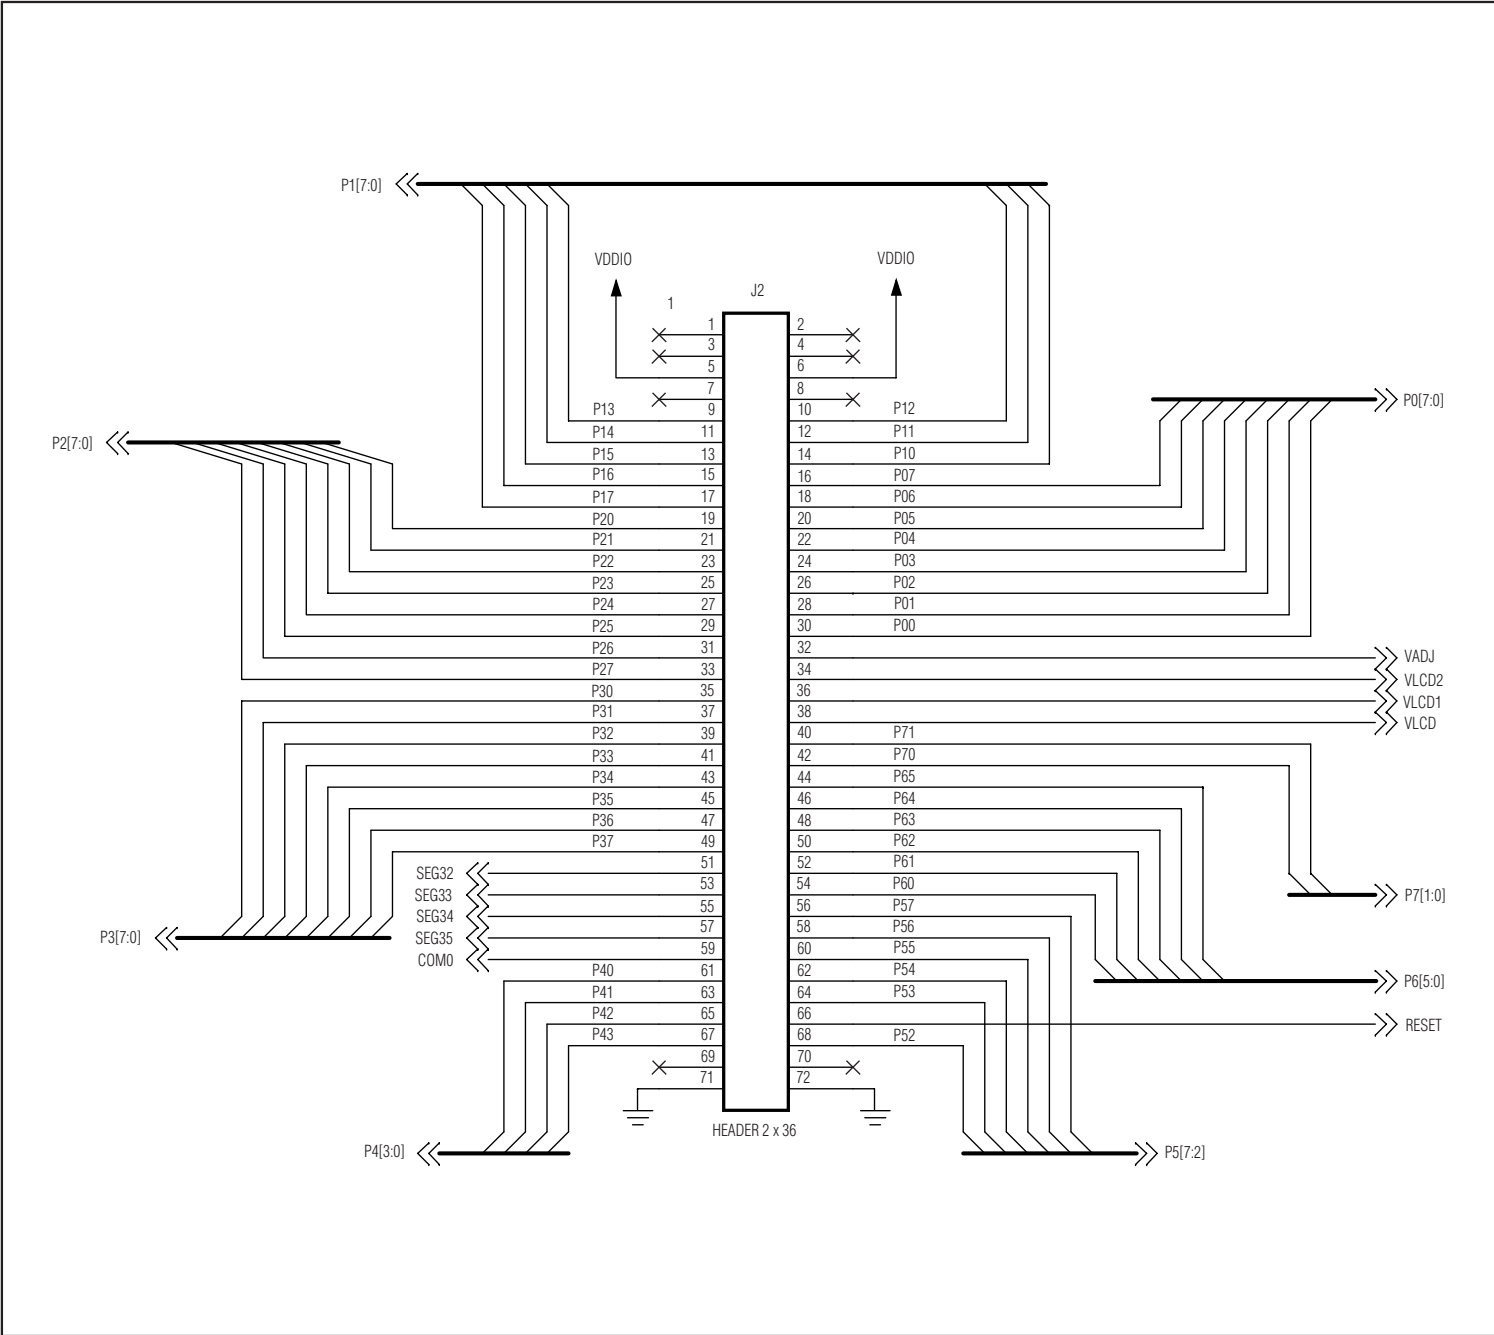 P1[7:0]
VDDIO VDDIO
J2
1
1 2
3 4
5 6
7 8
P13 9 10 P12
P0[7:0]
P14 11 12 P11
P2[7:0]
P15 13 14 P10
P16 15 16 P07
P17 17 18 P06
P20 19 20 P05
P21 21 22 P04
P22 23 24 P03
P23 25 26 P02
P24 27 28 P01
P25 29 30 P00
P26 31 32 VADJ
P27 33 34 VLCD2
P30 35 36 VLCD1
P31 37 38 VLCD
P32 39 40 P71
P33 41 42 P70
P34 43 44 P65
P35 45 46 P64
P36 47 48 P63
P37 49 50 P62
SEG32 51 52 P61
SEG33 53 54 P60
P7[1:0]
SEG34 55 56 P57
SEG35 57 58 P56
P3[7:0]
COM0 59 60 P55
P40 61 62 P54
P6[5:0]
P41 63 64 P53
P42 65 66 RESET
P43 67 68 P52
69 70
71 72
HEADER 2 x 36
P4[3:0] P5[7:2]